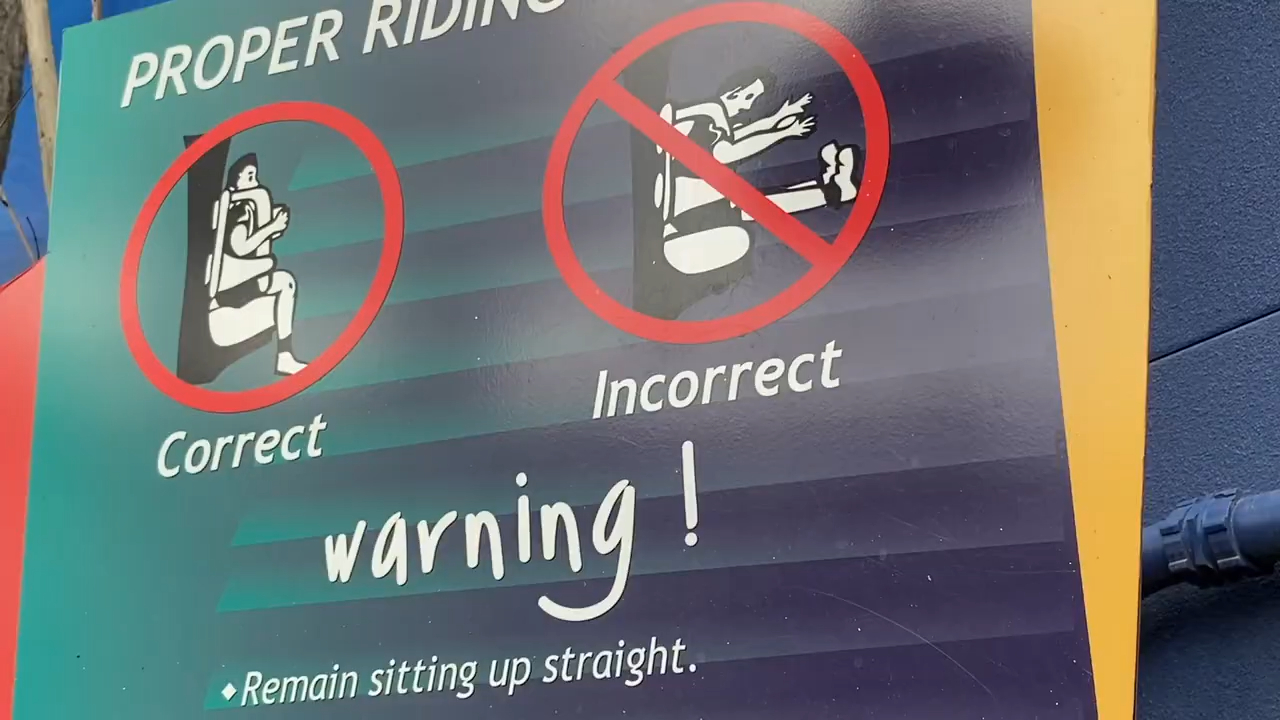 PROPER RIDING
Correct
Incorrect
warning!
◆Remain sitting up straight.